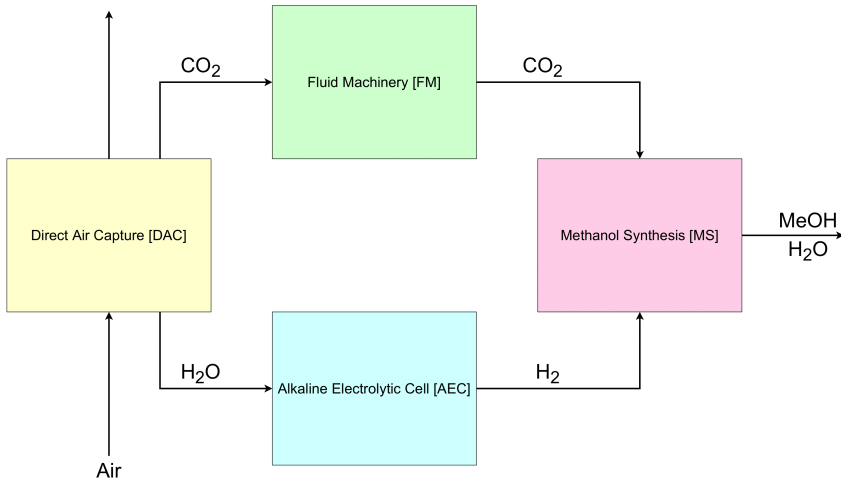 CO₂
Fluid Machinery [FM]
CO₂
Direct Air Capture [DAC]
Methanol Synthesis [MS]
MeOH
H₂O
H₂O
Alkaline Electrolytic Cell [AEC]
H₂
Air